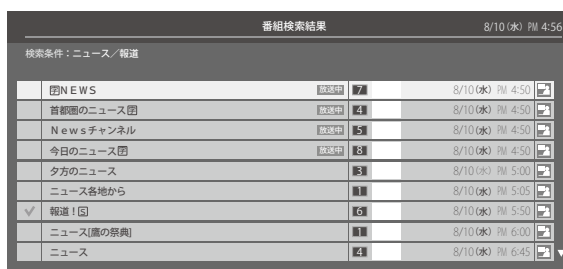 番組検索結果 8/10(水) PM 4:56
検索条件：ニュース／報道
字NEWS 放送中 7 8/10(水) PM 4:50
首都圏のニュース字 放送中 4 8/10(水) PM 4:50
Newsチャンネル 放送中 5 8/10(水) PM 4:50
今日のニュース字 放送中 8 8/10(水) PM 4:50
夕方のニュース 3 8/10(水) PM 5:00
ニュース各地から 1 8/10(水) PM 5:05
報道！S 6 8/10(水) PM 5:50
ニュース[鷹の祭典] 1 8/10(水) PM 6:00
ニュース 4 8/10(水) PM 6:45